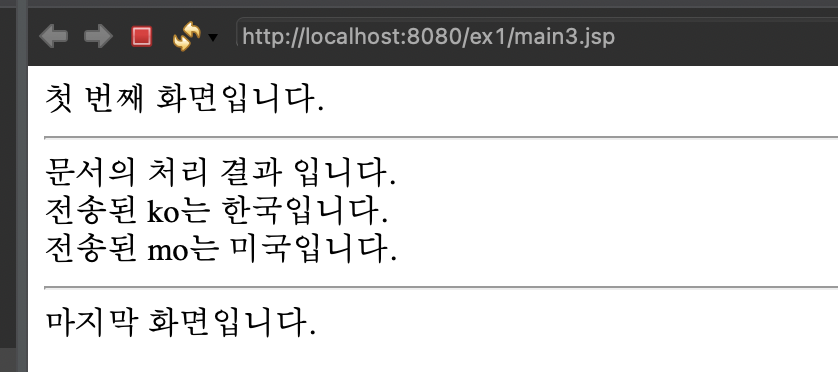 http://localhost:8080/ex1/main3.jsp
첫 번째 화면입니다.
문서의 처리 결과 입니다.
전송된 ko는 한국입니다.
전송된 mo는 미국입니다.
마지막 화면입니다.